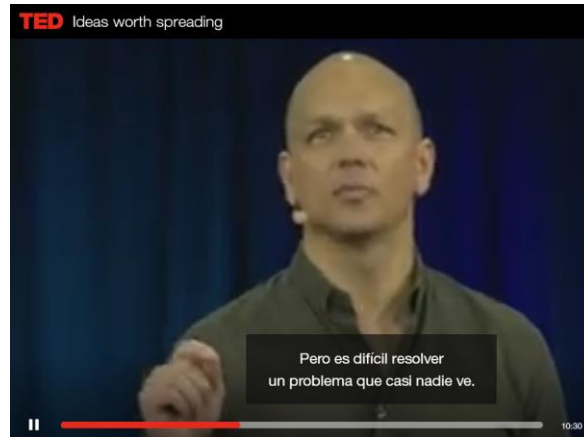 TED Ideas worth spreading
Pero es difícil resolver
un problema que casi nadie ve.
10:30